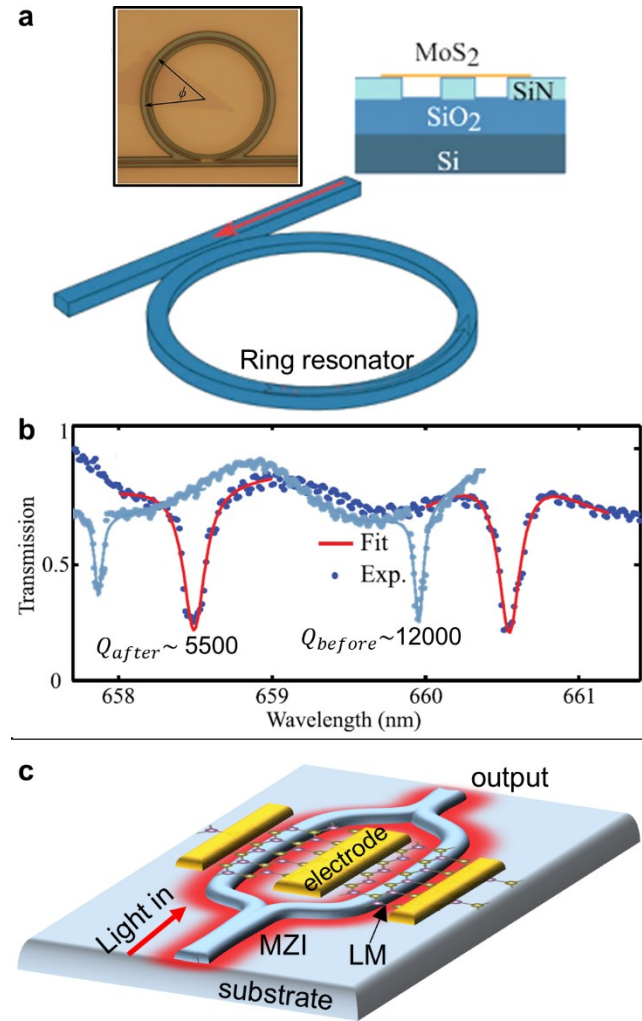 a
ϕ
MoS2
SiN
SiO2
Si
Ring resonator
b
1
0.5
0
Transmission
Fit
Exp.
Qafter~ 5500
Qbefore~12000
658
659
660
661
Wavelength (nm)
c
output
electrode
Light in
MZI
LM
substrate